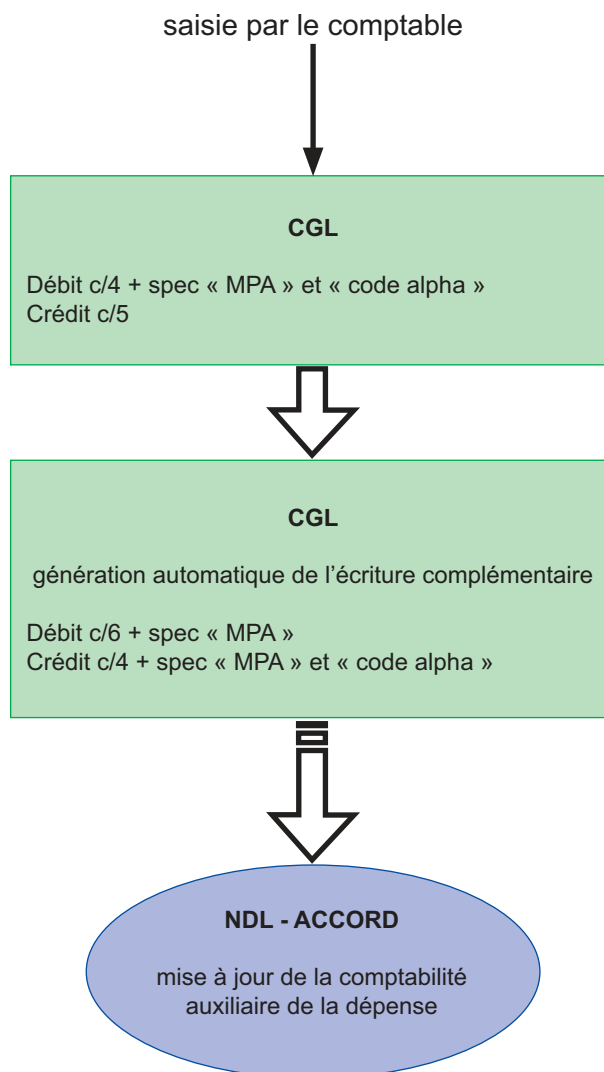 saisie par le comptable
CGL
Débit c/4 + spec « MPA » et « code alpha »
Crédit c/5
CGL
génération automatique de l’écriture complémentaire
Débit c/6 + spec « MPA »
Crédit c/4 + spec « MPA » et « code alpha »
NDL - ACCORD
mise à jour de la comptabilité
auxiliaire de la dépense